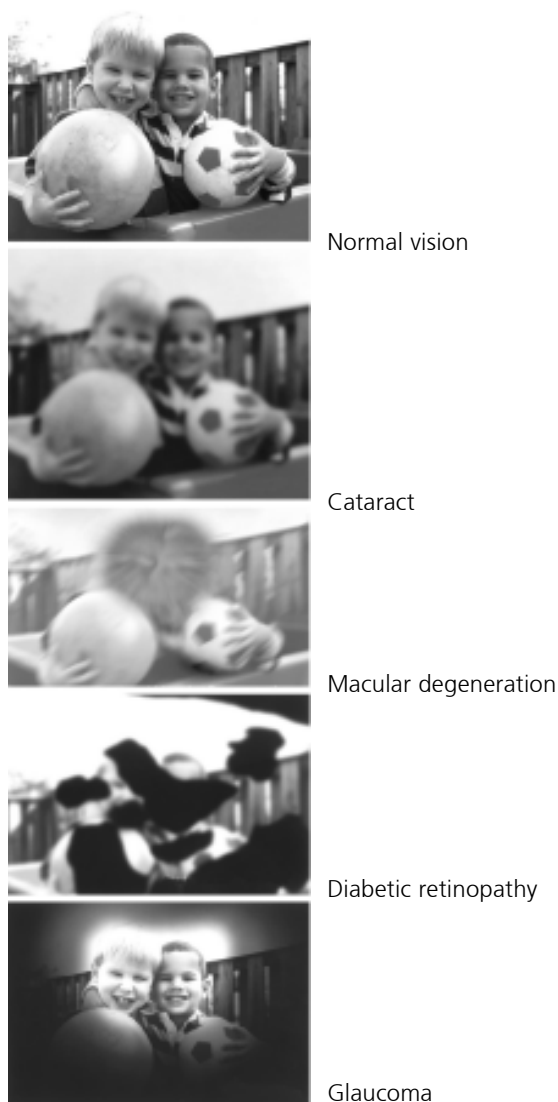 Normal vision
Cataract
Macular degeneration
Diabetic retinopathy
Glaucoma